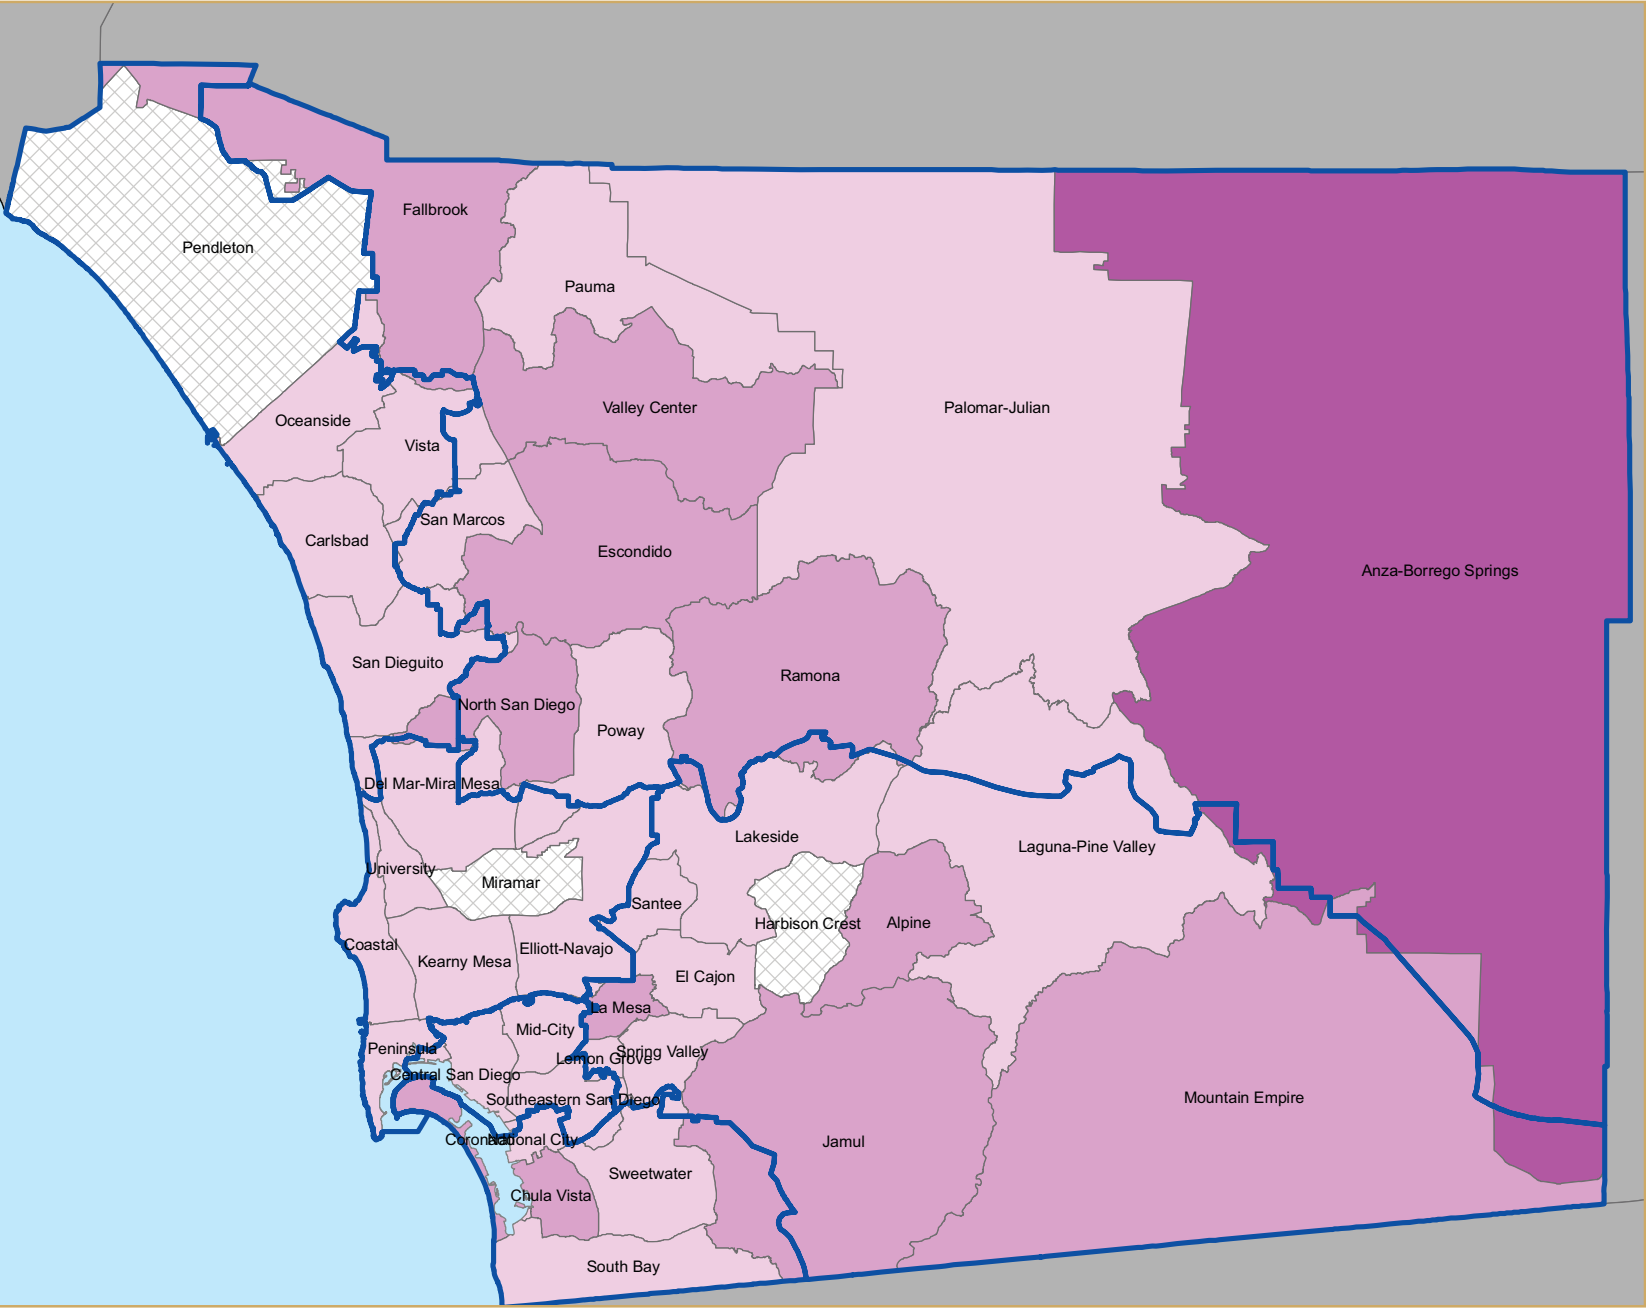 Fallbrook
Pendleton
Pauma
Valley Center
Palomar-Julian
Oceanside
Vista
San Marcos
Carlsbad
Escondido
Anza-Borrego Springs
San Dieguito
Ramona
North San Diego
Poway
Del Mar-Mira Mesa
Lakeside
Laguna-Pine Valley
University
Miramar
Santee
Harbison Crest
Alpine
Coastal
Elliott-Navajo
Kearny Mesa
El Cajon
La Mesa
Mid-City
Peninsula
Lemon Grove
Spring Valley
Central San Diego
Southeastern San Diego
Mountain Empire
Coronado
National City
Jamul
Sweetwater
Chula Vista
South Bay